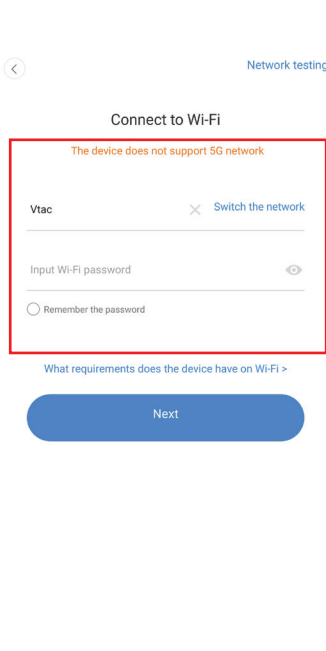 Network testing
Connect to Wi-Fi
The device does not support 5G network
Vtac
Switch the network
Input Wi-Fi password
Remember the password
What requirements does the device have on Wi-Fi >
Next